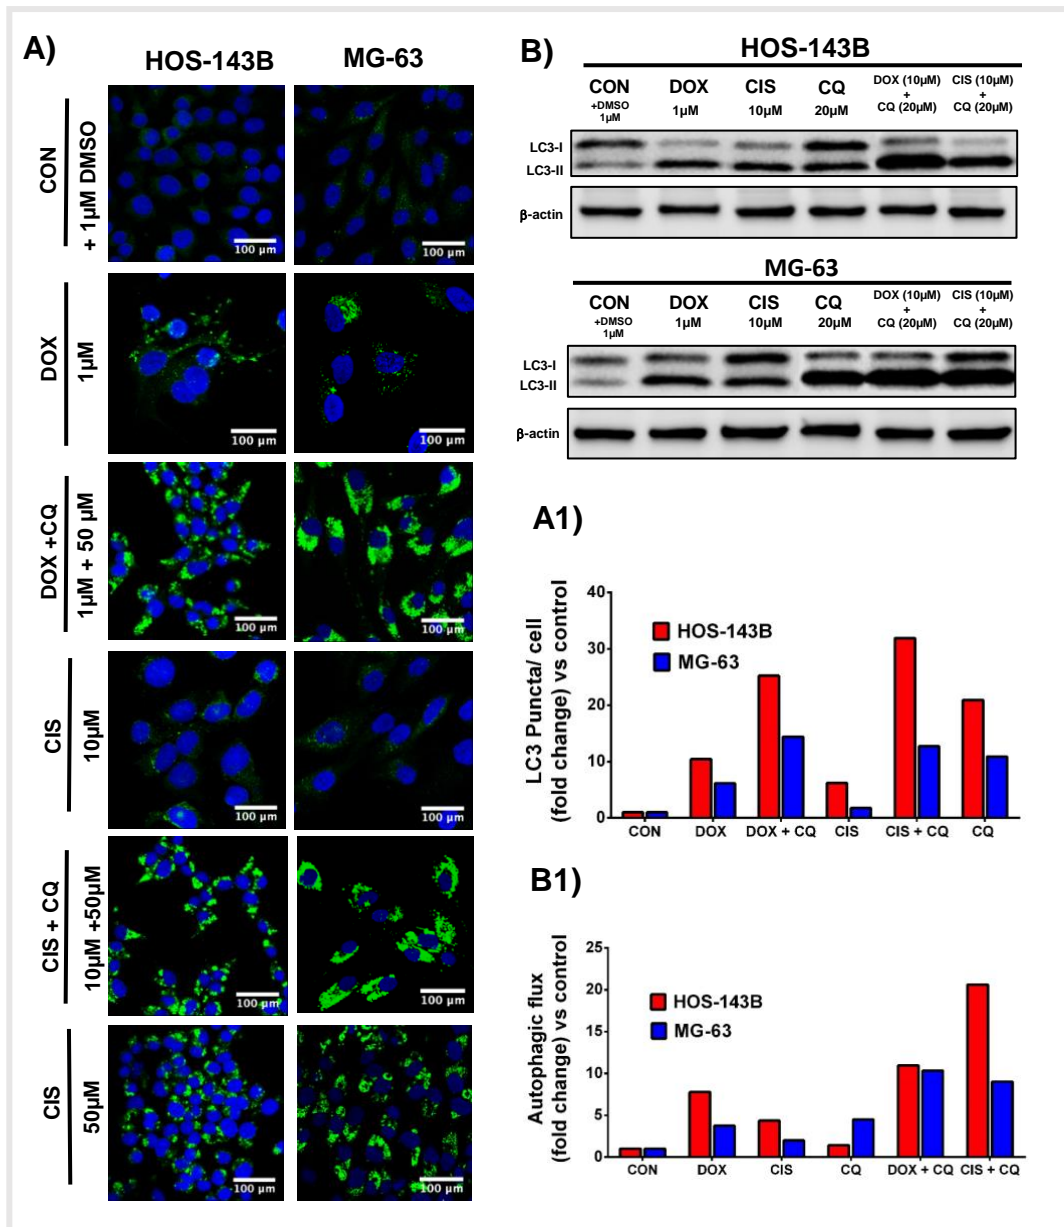 A)
HOS-143B MG-63
CON
+ 1µM DMSO
100 µm 100 µm
DOX
1µM
100 µm 100 µm
DOX +CQ
1µM + 50 µM
100 µm 100 µm
CIS
10µM
100 µm 100 µm
CIS + CQ
10µM +50µM
100 µm 100 µm
CIS
50µM
100 µm 100 µm
B)
HOS-143B
CON DOX CIS CQ DOX (10µM) CIS (10µM)
+DMSO + +
1µM 1µM 10µM 20µM CQ (20µM) CQ (20µM)
LC3-I
LC3-II
β-actin
MG-63
CON DOX CIS CQ DOX (10µM) CIS (10µM)
+DMSO + +
1µM 1µM 10µM 20µM CQ (20µM) CQ (20µM)
LC3-I
LC3-II
β-actin
A1)
LC3 Puncta/ cell
(fold change) vs control
40
30
20
10
0
HOS-143B
MG-63
CON DOX DOX + CQ CIS CIS + CQ CQ
B1)
Autophagic flux
(fold change) vs control
25
20
15
10
5
0
HOS-143B
MG-63
CON DOX CIS CQ DOX + CQ CIS + CQ